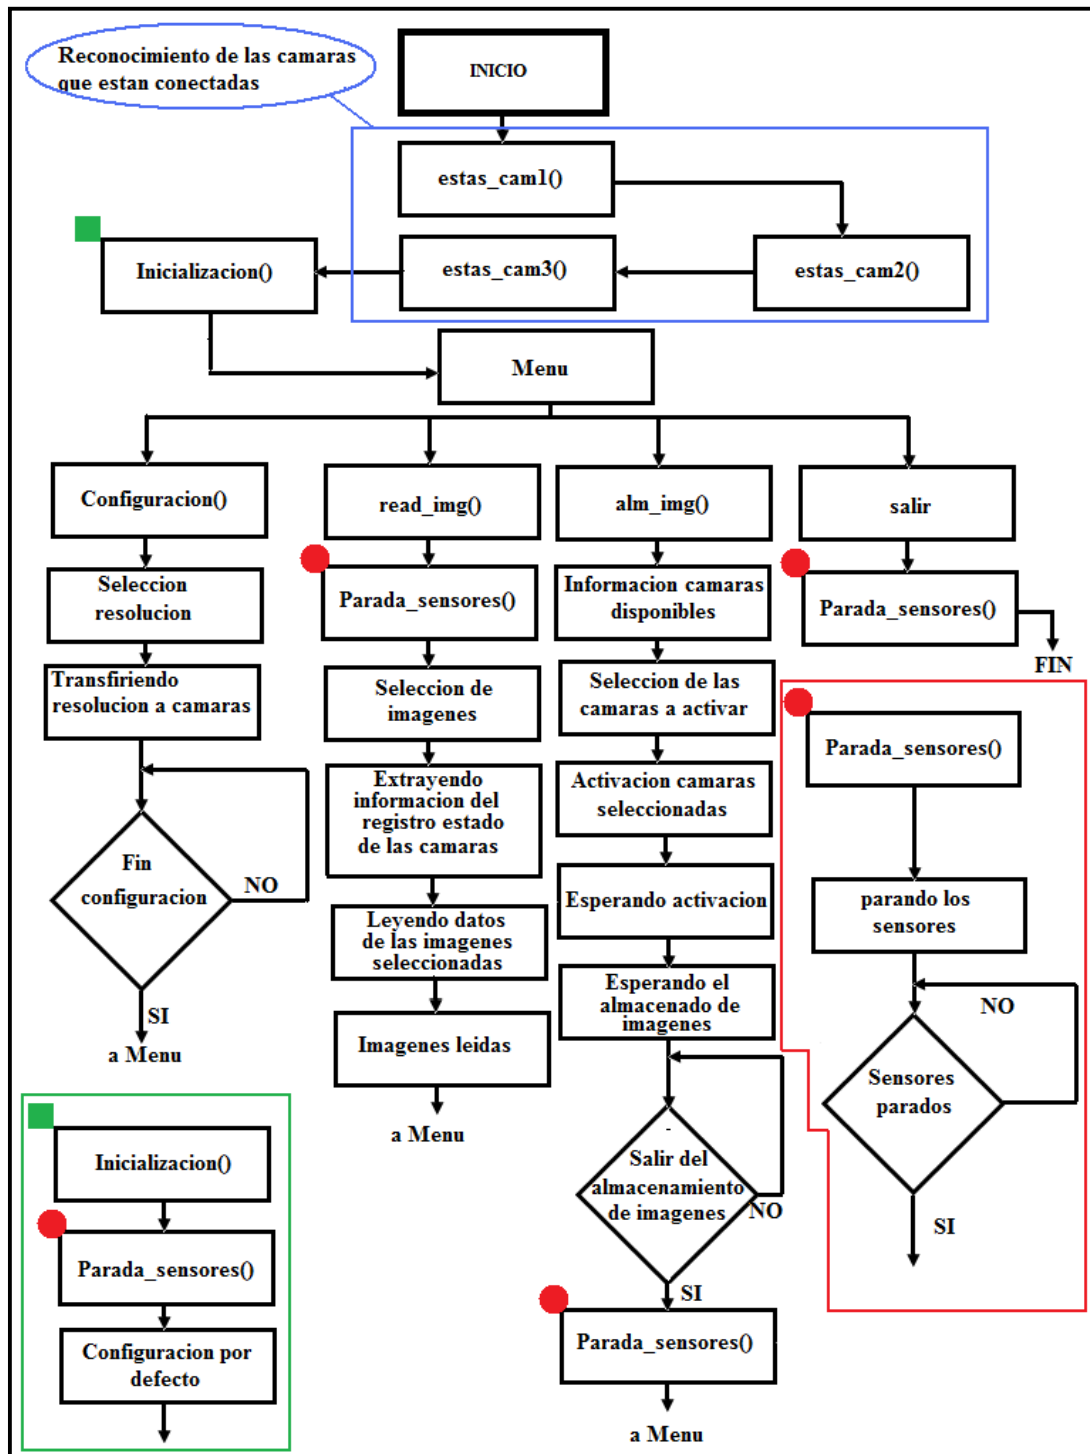 Reconocimiento de las camaras
que estan conectadas
INICIO
estas_cam1()
Inicializacion()
estas_cam3()
estas_cam2()
Menu
Configuracion()
Seleccion
resolucion
Transfiriendo
resolucion a camaras
Fin
configuracion
NO
SI
a Menu
read_img()
Parada_sensores()
Seleccion de
imagenes
Extrayendo
informacion del
registro estado
de las camaras
Leyendo datos
de las imagenes
seleccionadas
Imagenes leidas
a Menu
alm_img()
Informacion camaras
disponibles
Seleccion de las
camaras a activar
Activacion camaras
seleccionadas
Esperando activacion
Esperando el
almacenado de
imagenes
Salir del
almacenamiento
de imagenes
NO
SI
Parada_sensores()
a Menu
salir
Parada_sensores()
FIN
Parada_sensores()
parando los
sensores
NO
Sensores
parados
SI
Inicializacion()
Parada_sensores()
Configuracion por
defecto